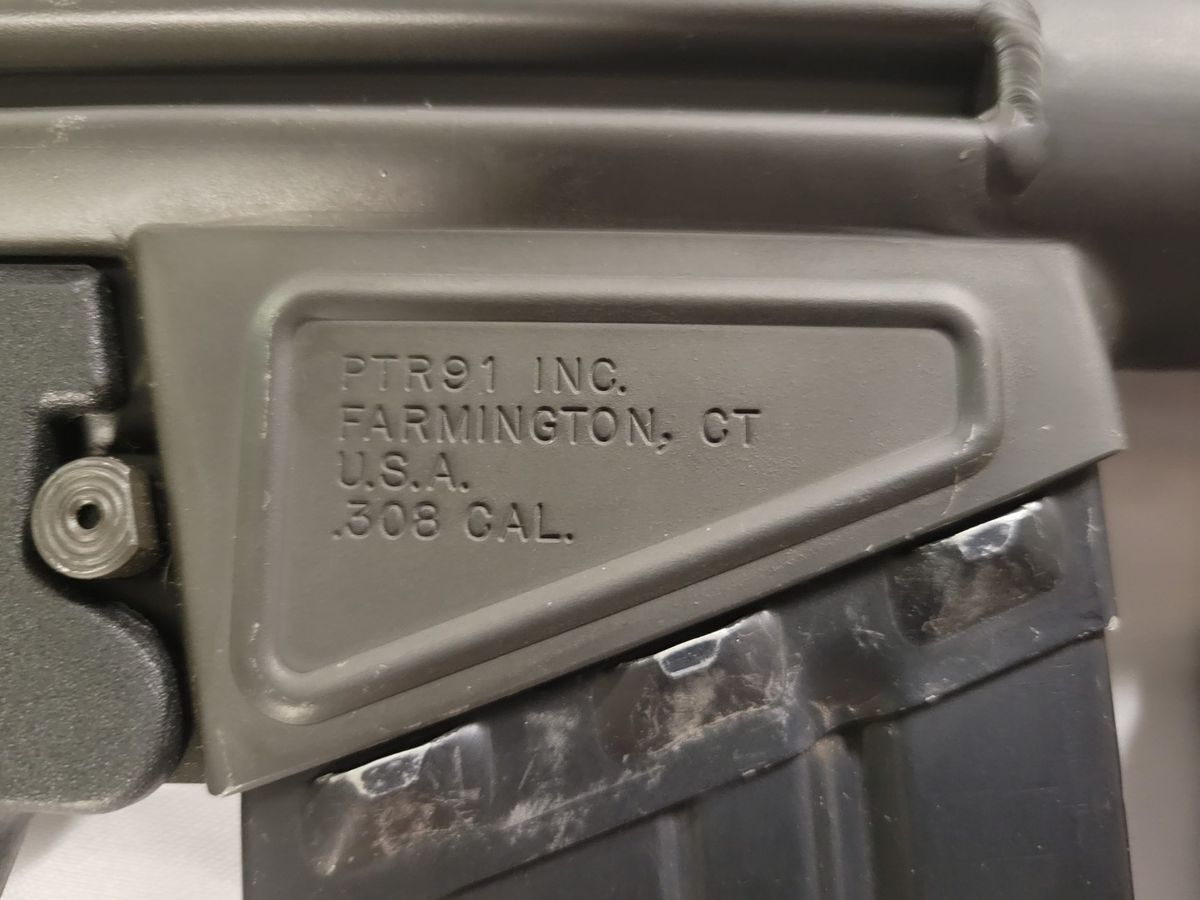 PTR91 INC.
FARMINGTON, CT
U.S.A.
.308 CAL.